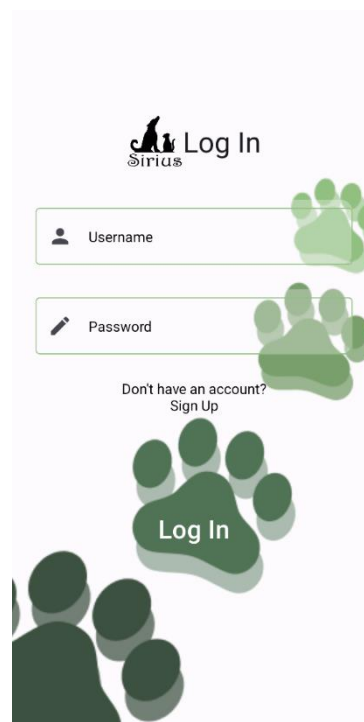 Sirius
Log In
Username
Password
Don't have an account?
Sign Up
Log In